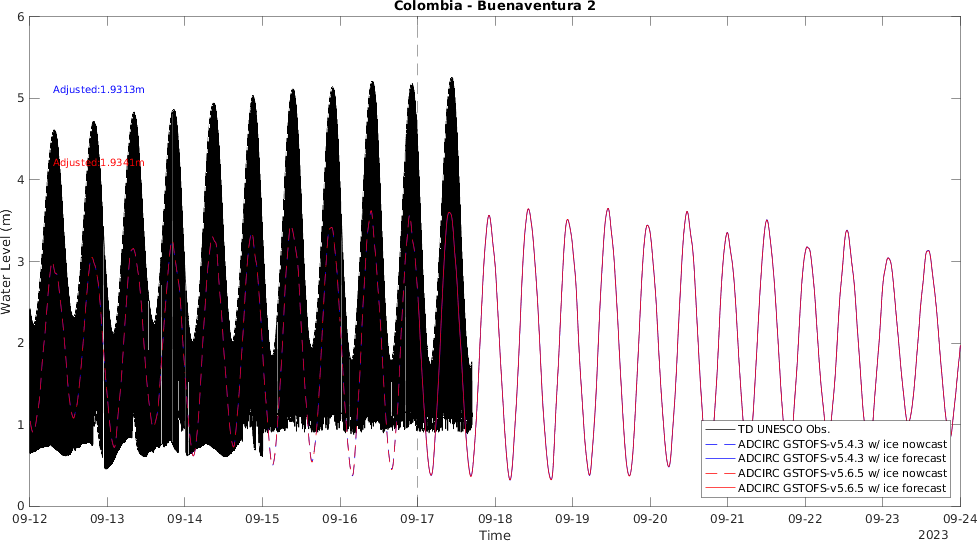 Colombia - Buenaventura 2
6
5
4
3
2
1
0
Water Level (m)
Adjusted:1.9313m
Adjusted:1.9341m
TD UNESCO Obs.
ADCIRC GSTOFS-v5.4.3 w/ ice nowcast
ADCIRC GSTOFS-v5.4.3 w/ ice forecast
ADCIRC GSTOFS-v5.6.5 w/ ice nowcast
ADCIRC GSTOFS-v5.6.5 w/ ice forecast
09-12 09-13 09-14 09-15 09-16 09-17 09-18 09-19 09-20 09-21 09-22 09-23 09-24
Time
2023